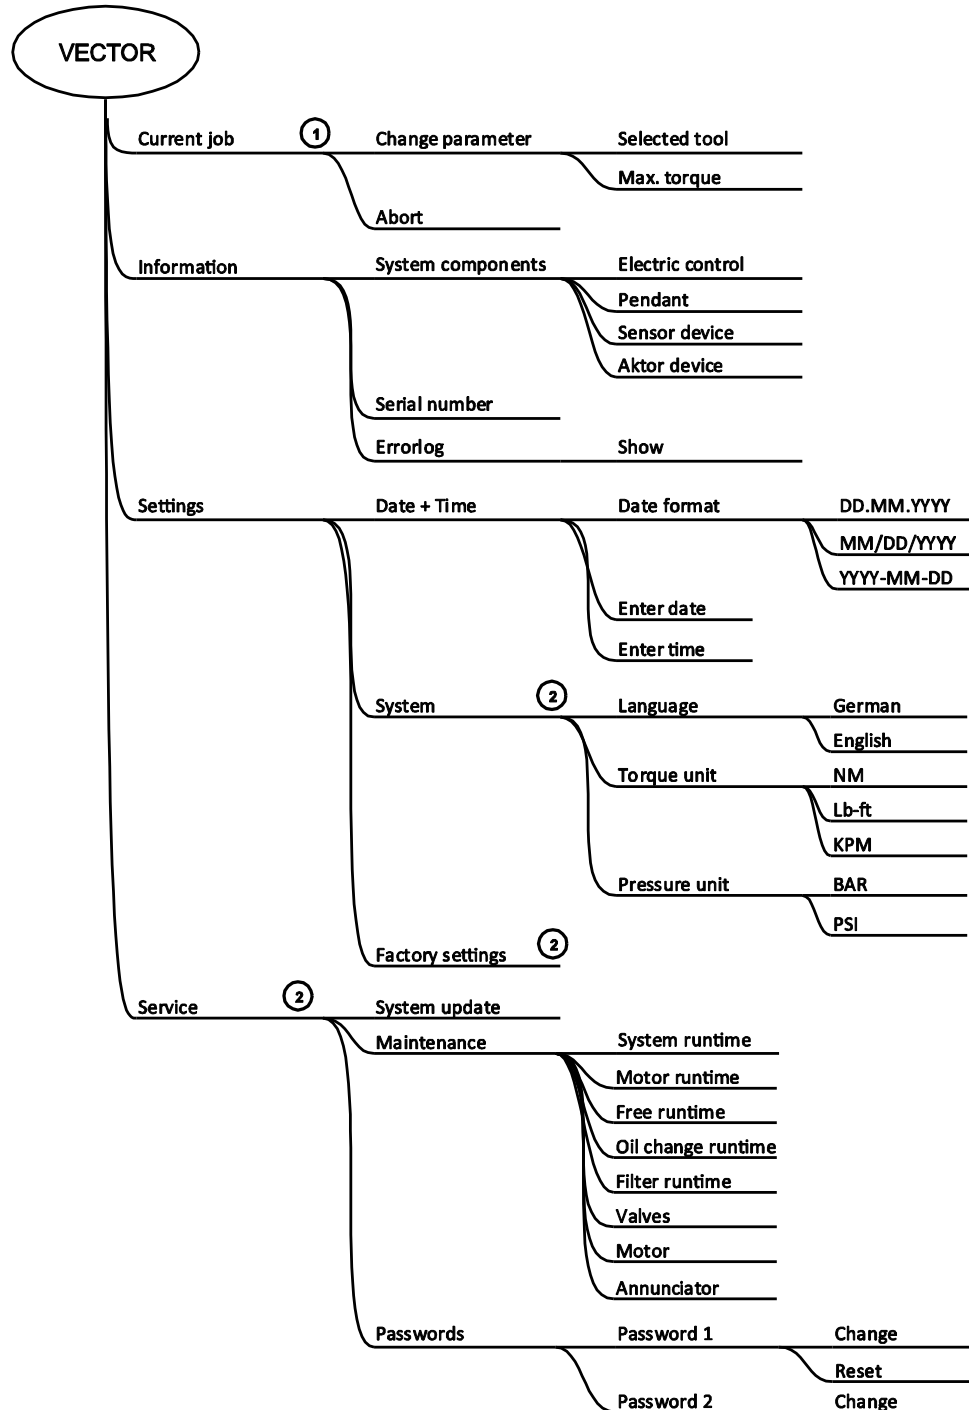 VECTOR
Current job 1 Change parameter Selected tool
Max. torque
Abort
Information System components Electric control
Pendant
Sensor device
Aktor device
Serial number
Errorlog Show
Settings Date + Time Date format DD.MM.YYYY
MM/DD/YYYY
YYYY-MM-DD
Enter date
Enter time
System 2 Language German
English
Torque unit NM
Lb-ft
KPM
Pressure unit BAR
PSI
Factory settings 2
Service 2 System update
Maintenance System runtime
Motor runtime
Free runtime
Oil change runtime
Filter runtime
Valves
Motor
Annunciator
Passwords Password 1 Change
Reset
Password 2 Change